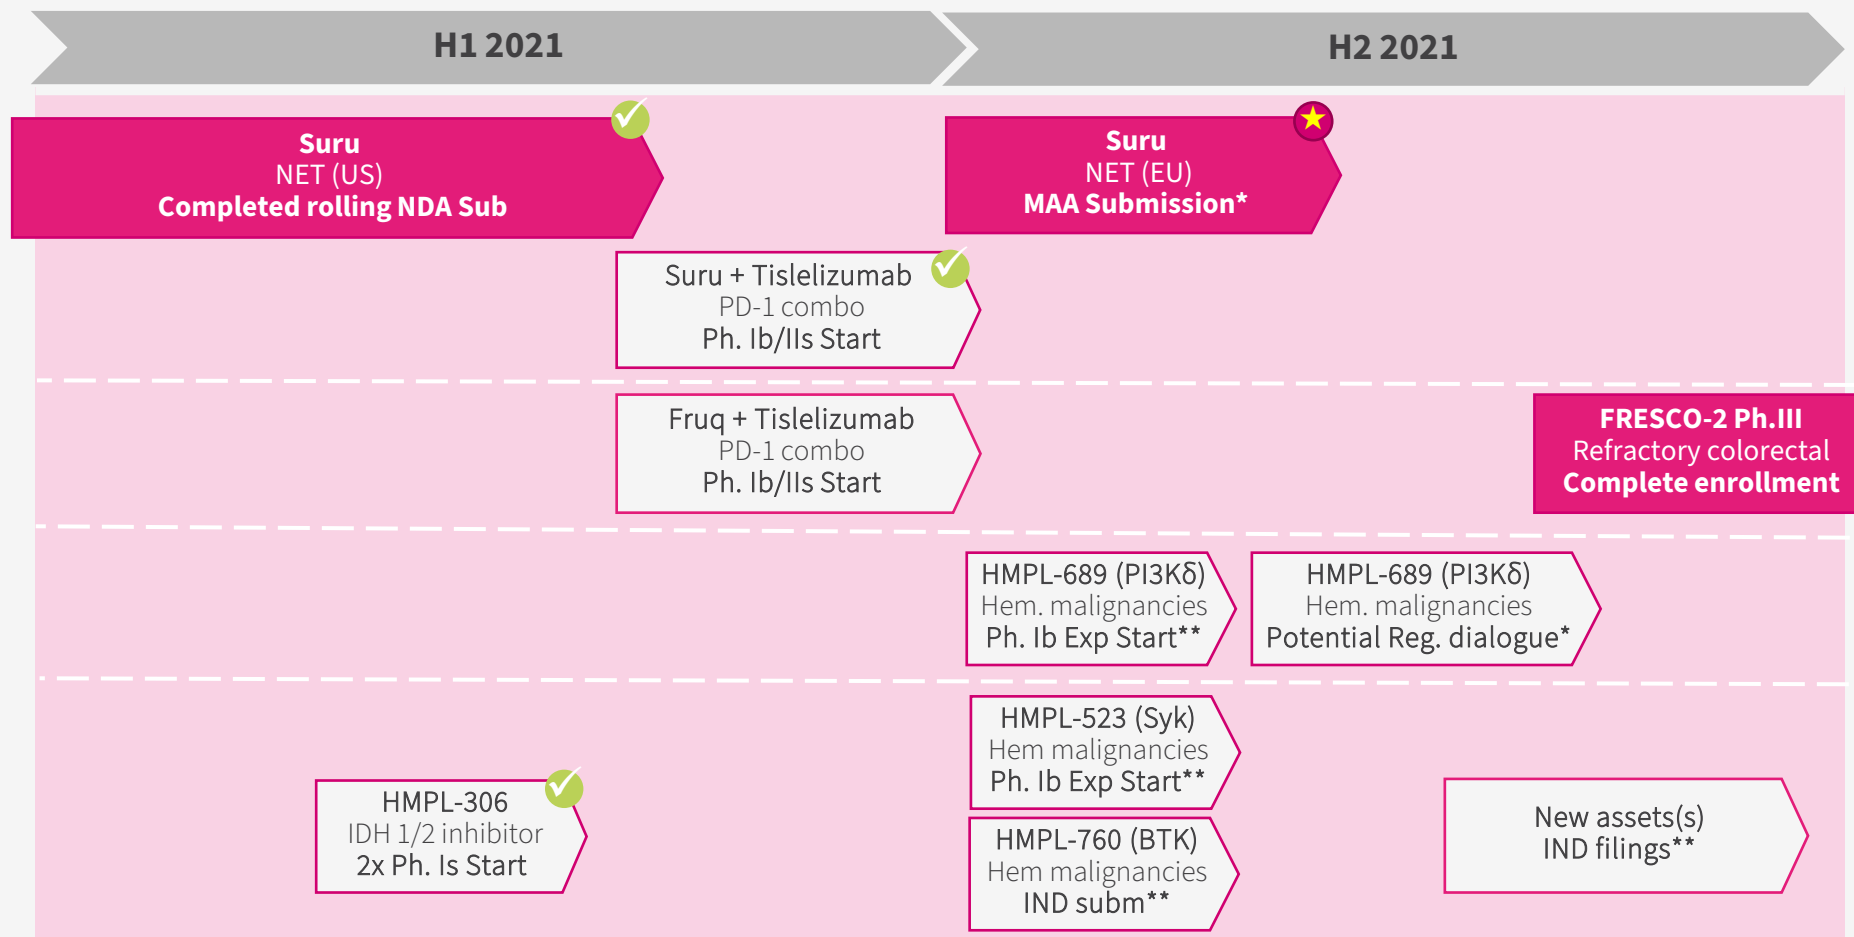 H1 2021
H2 2021
Suru
NET (US)
Completed rolling NDA Sub
Suru
NET (EU)
MAA Submission*
Suru + Tislelizumab
PD-1 combo
Ph. Ib/IIs Start
Fruq + Tislelizumab
PD-1 combo
Ph. Ib/IIs Start
FRESCO-2 Ph.III
Refractory colorectal
Complete enrollment
HMPL-689 (PI3Kδ)
Hem. malignancies
Ph. Ib Exp Start**
HMPL-689 (PI3Kδ)
Hem. malignancies
Potential Reg. dialogue*
HMPL-523 (Syk)
Hem malignancies
Ph. Ib Exp Start**
HMPL-306
IDH 1/2 inhibitor
2x Ph. Is Start
HMPL-760 (BTK)
Hem malignancies
IND subm**
New assets(s)
IND filings**